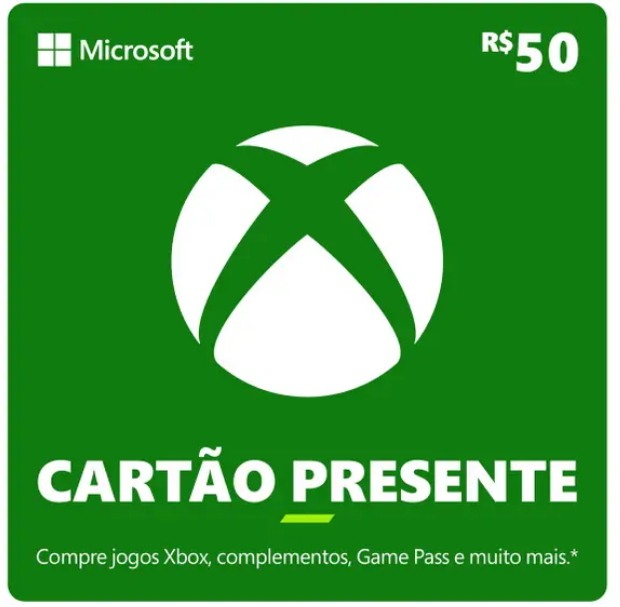 Microsoft
R$50
CARTÃO PRESENTE
Compre jogos Xbox, complementos, Game Pass e muito mais.*